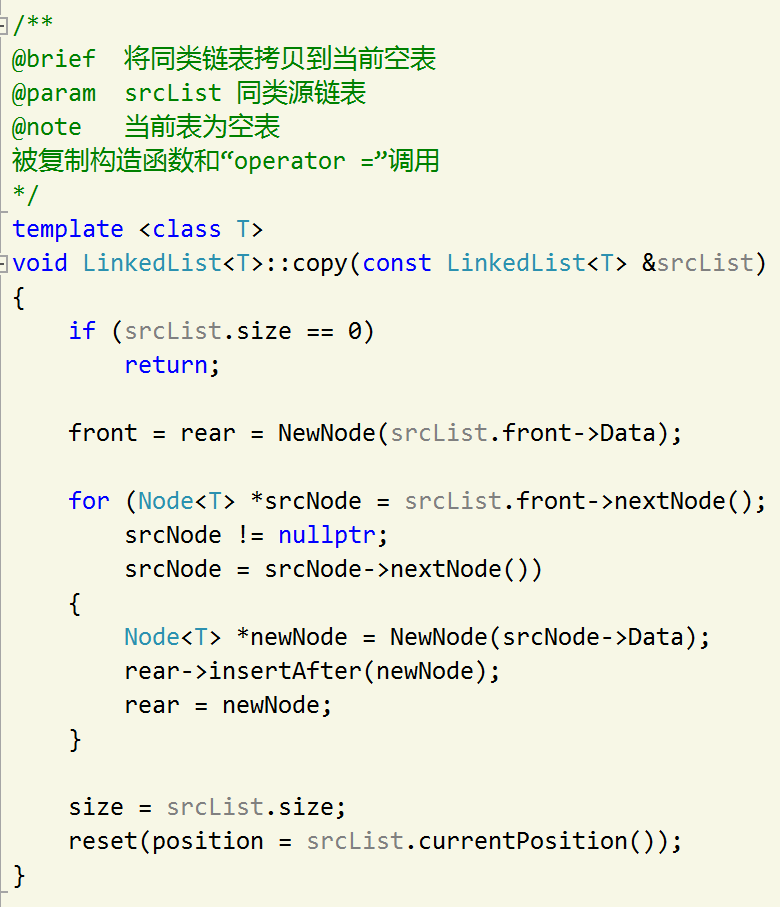 /**
@brief  将同类链表拷贝到当前空表
@param  srcList 同类源链表
@note   当前表为空表
被复制构造函数和“operator =”调用
*/
template <class T>
void LinkedList<T>::copy(const LinkedList<T> &srcList)
{
    if (srcList.size == 0)
        return;
    front = rear = NewNode(srcList.front->Data);
    for (Node<T> *srcNode = srcList.front->nextNode();
        srcNode != nullptr;
        srcNode = srcNode->nextNode())
    {
        Node<T> *newNode = NewNode(srcNode->Data);
        rear->insertAfter(newNode);
        rear = newNode;
    }
    size = srcList.size;
    reset(position = srcList.currentPosition());
}